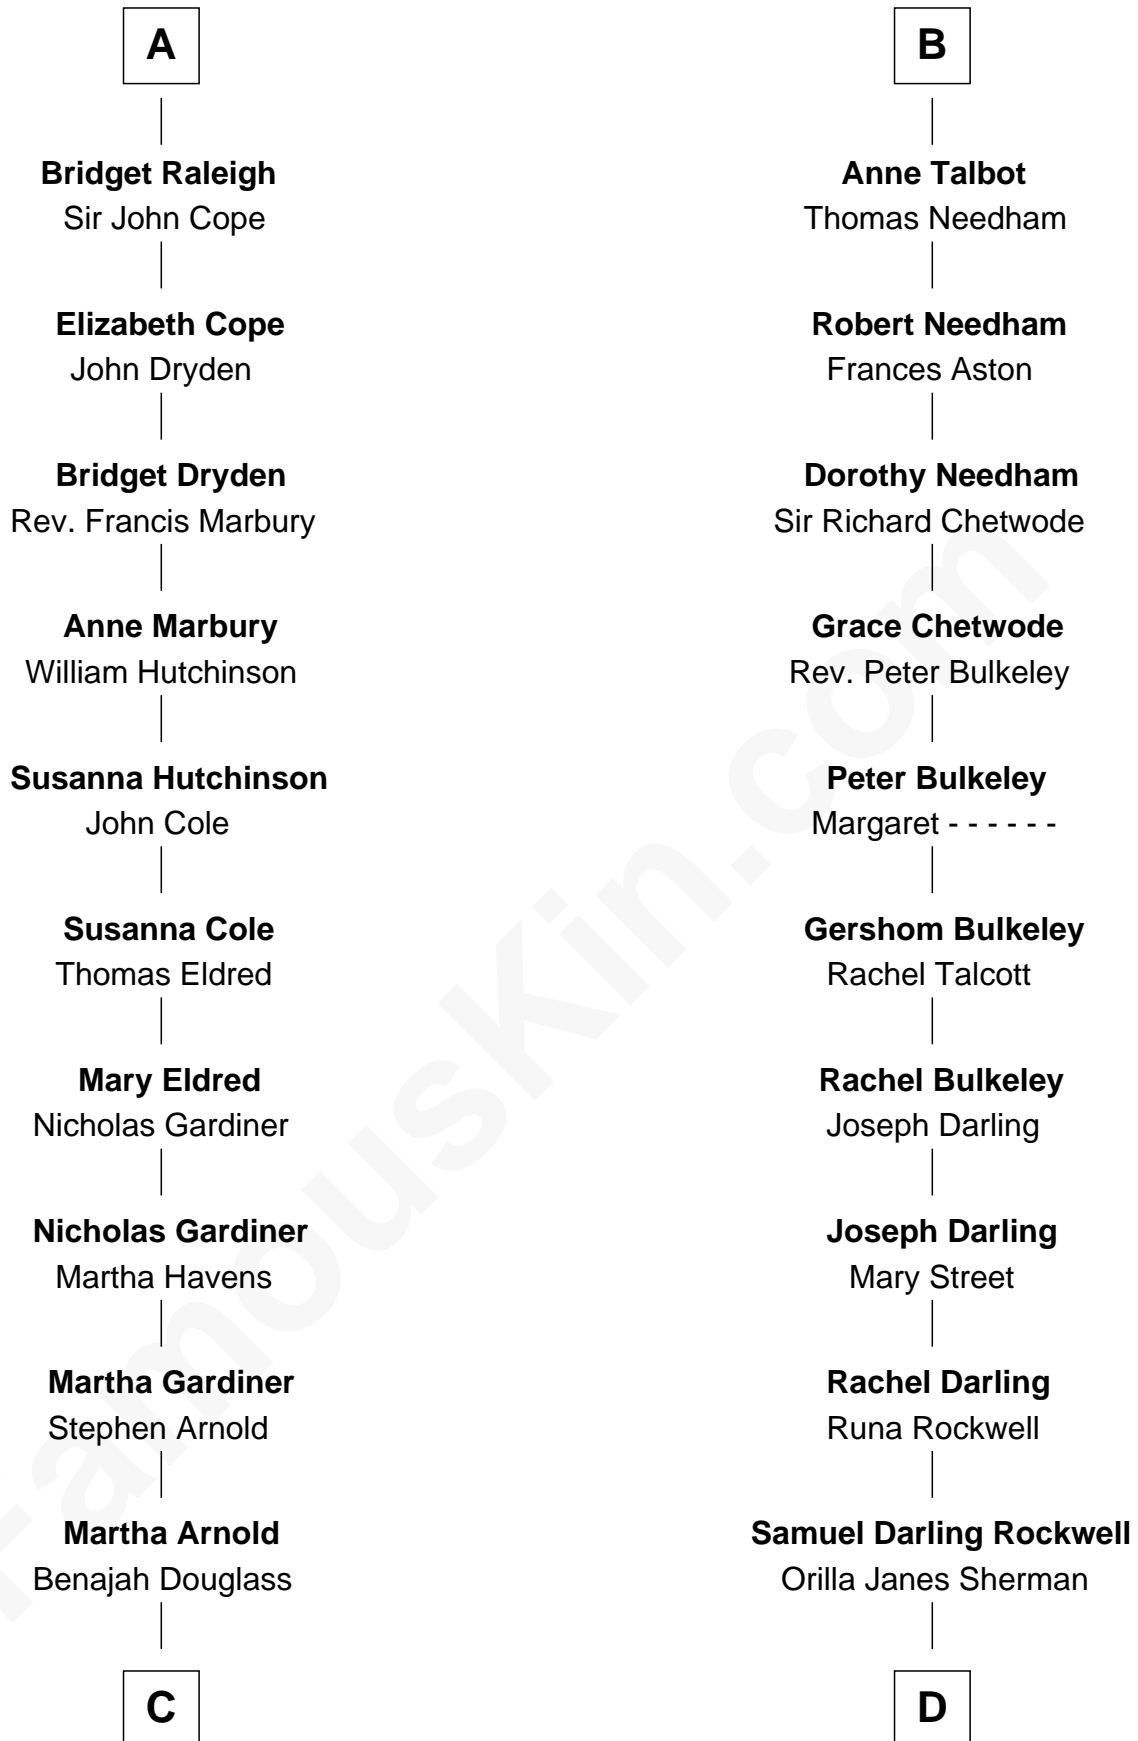 A
Bridget Raleigh
Sir John Cope
Elizabeth Cope
John Dryden
Bridget Dryden
Rev. Francis Marbury
Anne Marbury
William Hutchinson
Susanna Hutchinson
John Cole
Susanna Cole
Thomas Eldred
Mary Eldred
Nicholas Gardiner
Nicholas Gardiner
Martha Havens
Martha Gardiner
Stephen Arnold
Martha Arnold
Benajah Douglass
C
B
Anne Talbot
Thomas Needham
Robert Needham
Frances Aston
Dorothy Needham
Sir Richard Chetwode
Grace Chetwode
Rev. Peter Bulkeley
Peter Bulkeley
Margaret - - - - - -
Gershom Bulkeley
Rachel Talcott
Rachel Bulkeley
Joseph Darling
Joseph Darling
Mary Street
Rachel Darling
Runa Rockwell
Samuel Darling Rockwell
Orilla Janes Sherman
D
FamousKin.com